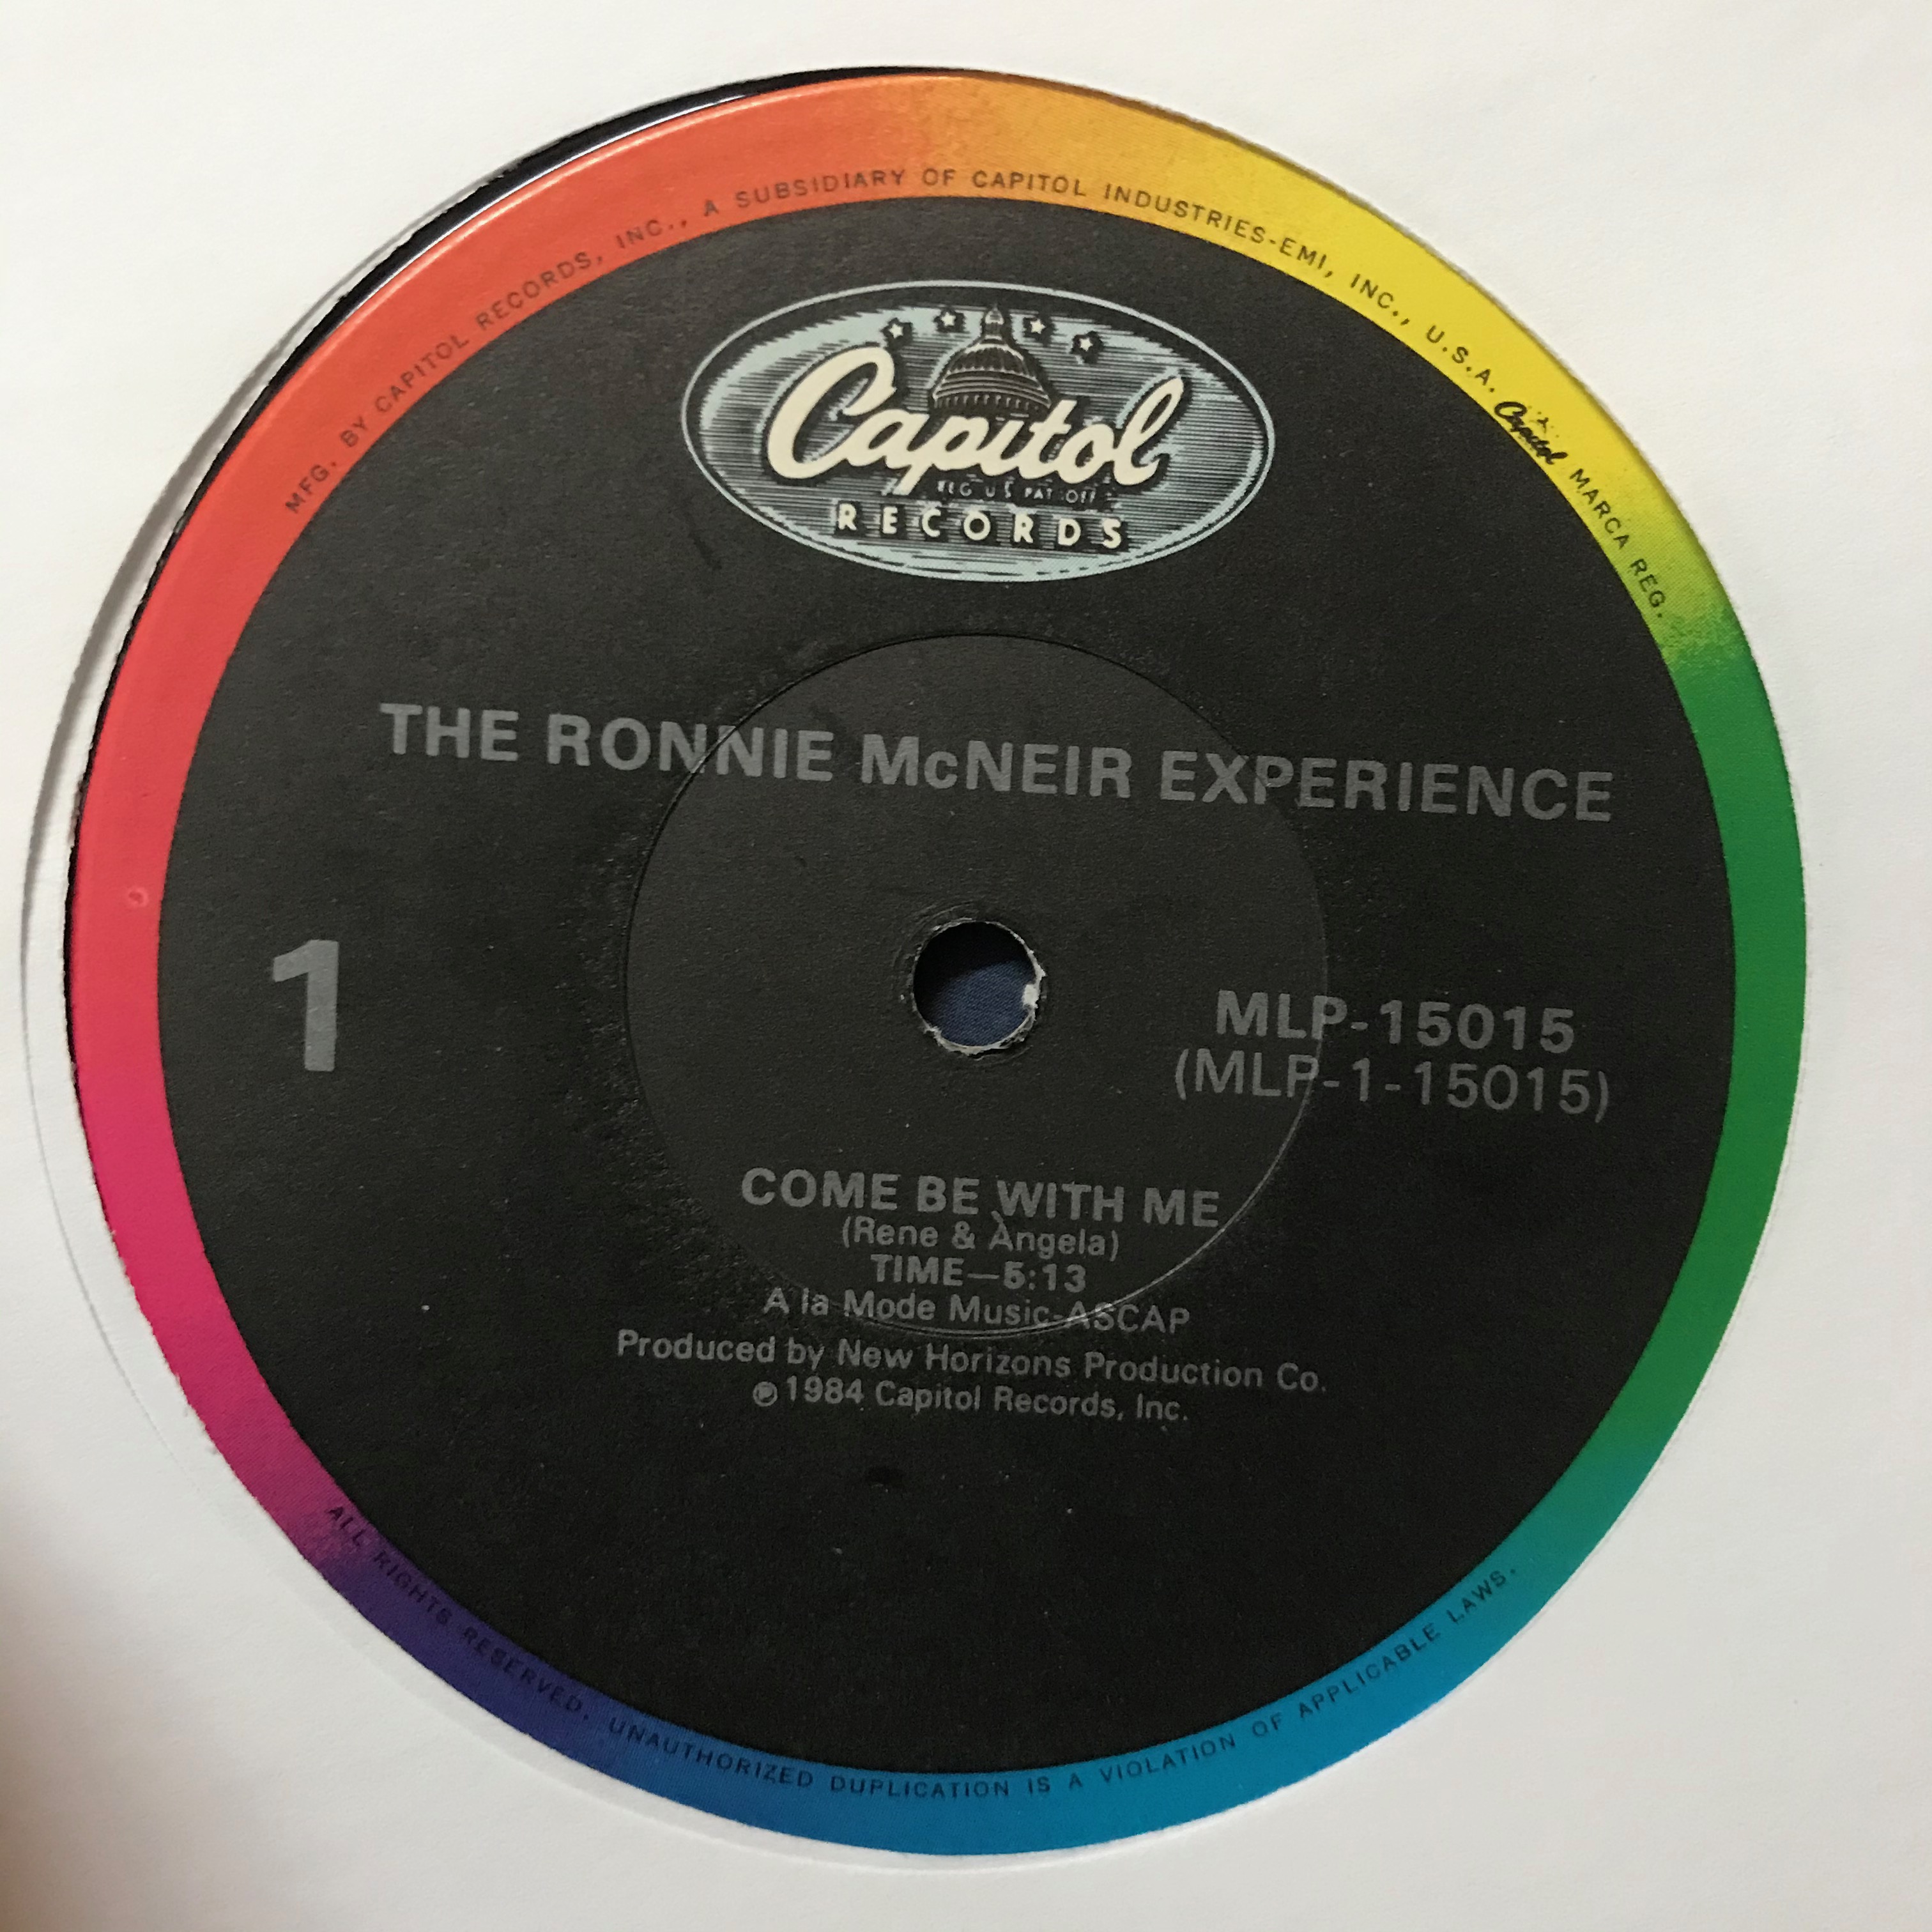 MFG. BY CAPITOL RECORDS, INC., A SUBSIDIARY OF CAPITOL INDUSTRIES-EMI, INC., U.S.A. Capitol MARCA REG.
Capitol
REG U S PAT OFF
RECORDS
THE RONNIE McNEIR EXPERIENCE
1
MLP-15015
(MLP-1-15015)
COME BE WITH ME
(Rene & Angela)
TIME—5:13
A la Mode Music-ASCAP
Produced by New Horizons Production Co.
℗1984 Capitol Records, Inc.
ALL RIGHTS RESERVED. UNAUTHORIZED DUPLICATION IS A VIOLATION OF APPLICABLE LAWS.